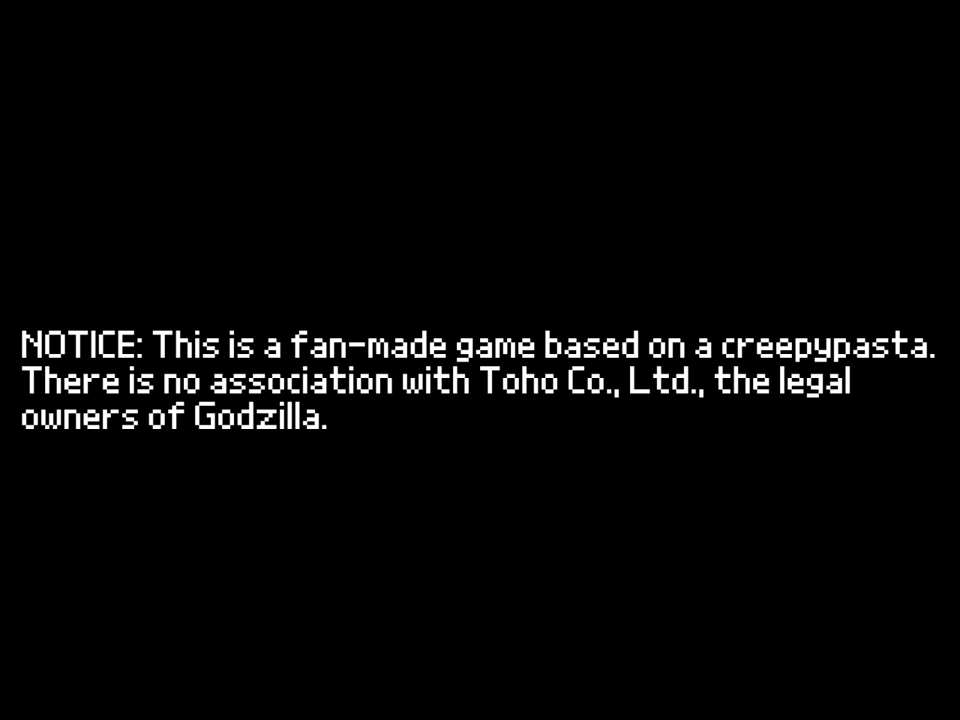 NOTICE: This is a fan-made game based on a creepypasta.
There is no association with Toho Co., Ltd., the legal
owners of Godzilla.